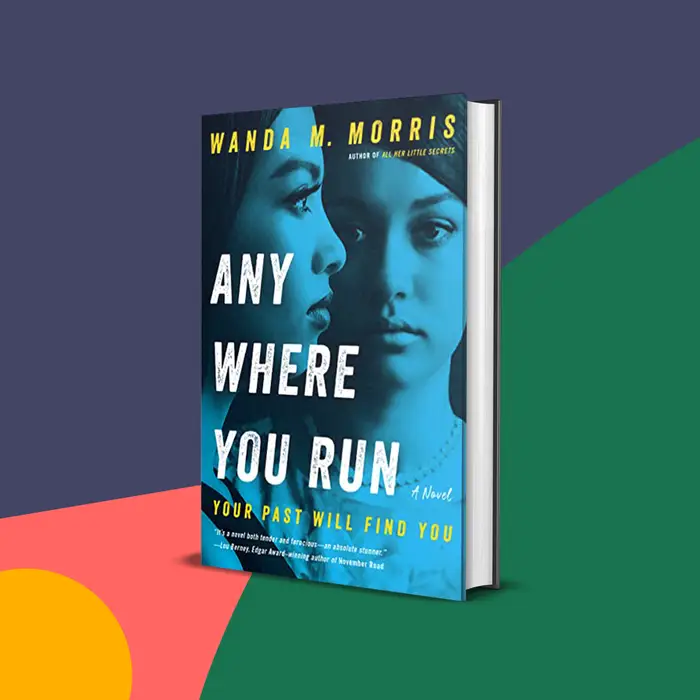 WANDA M. MORRIS
AUTHOR OF ALL HER LITTLE SECRETS
ANY
WHERE
YOU RUN
A Novel
YOUR PAST WILL FIND YOU
"It's a novel both tender and ferocious—an absolute stunner."
—Lou Berney, Edgar Award-winning author of November Road